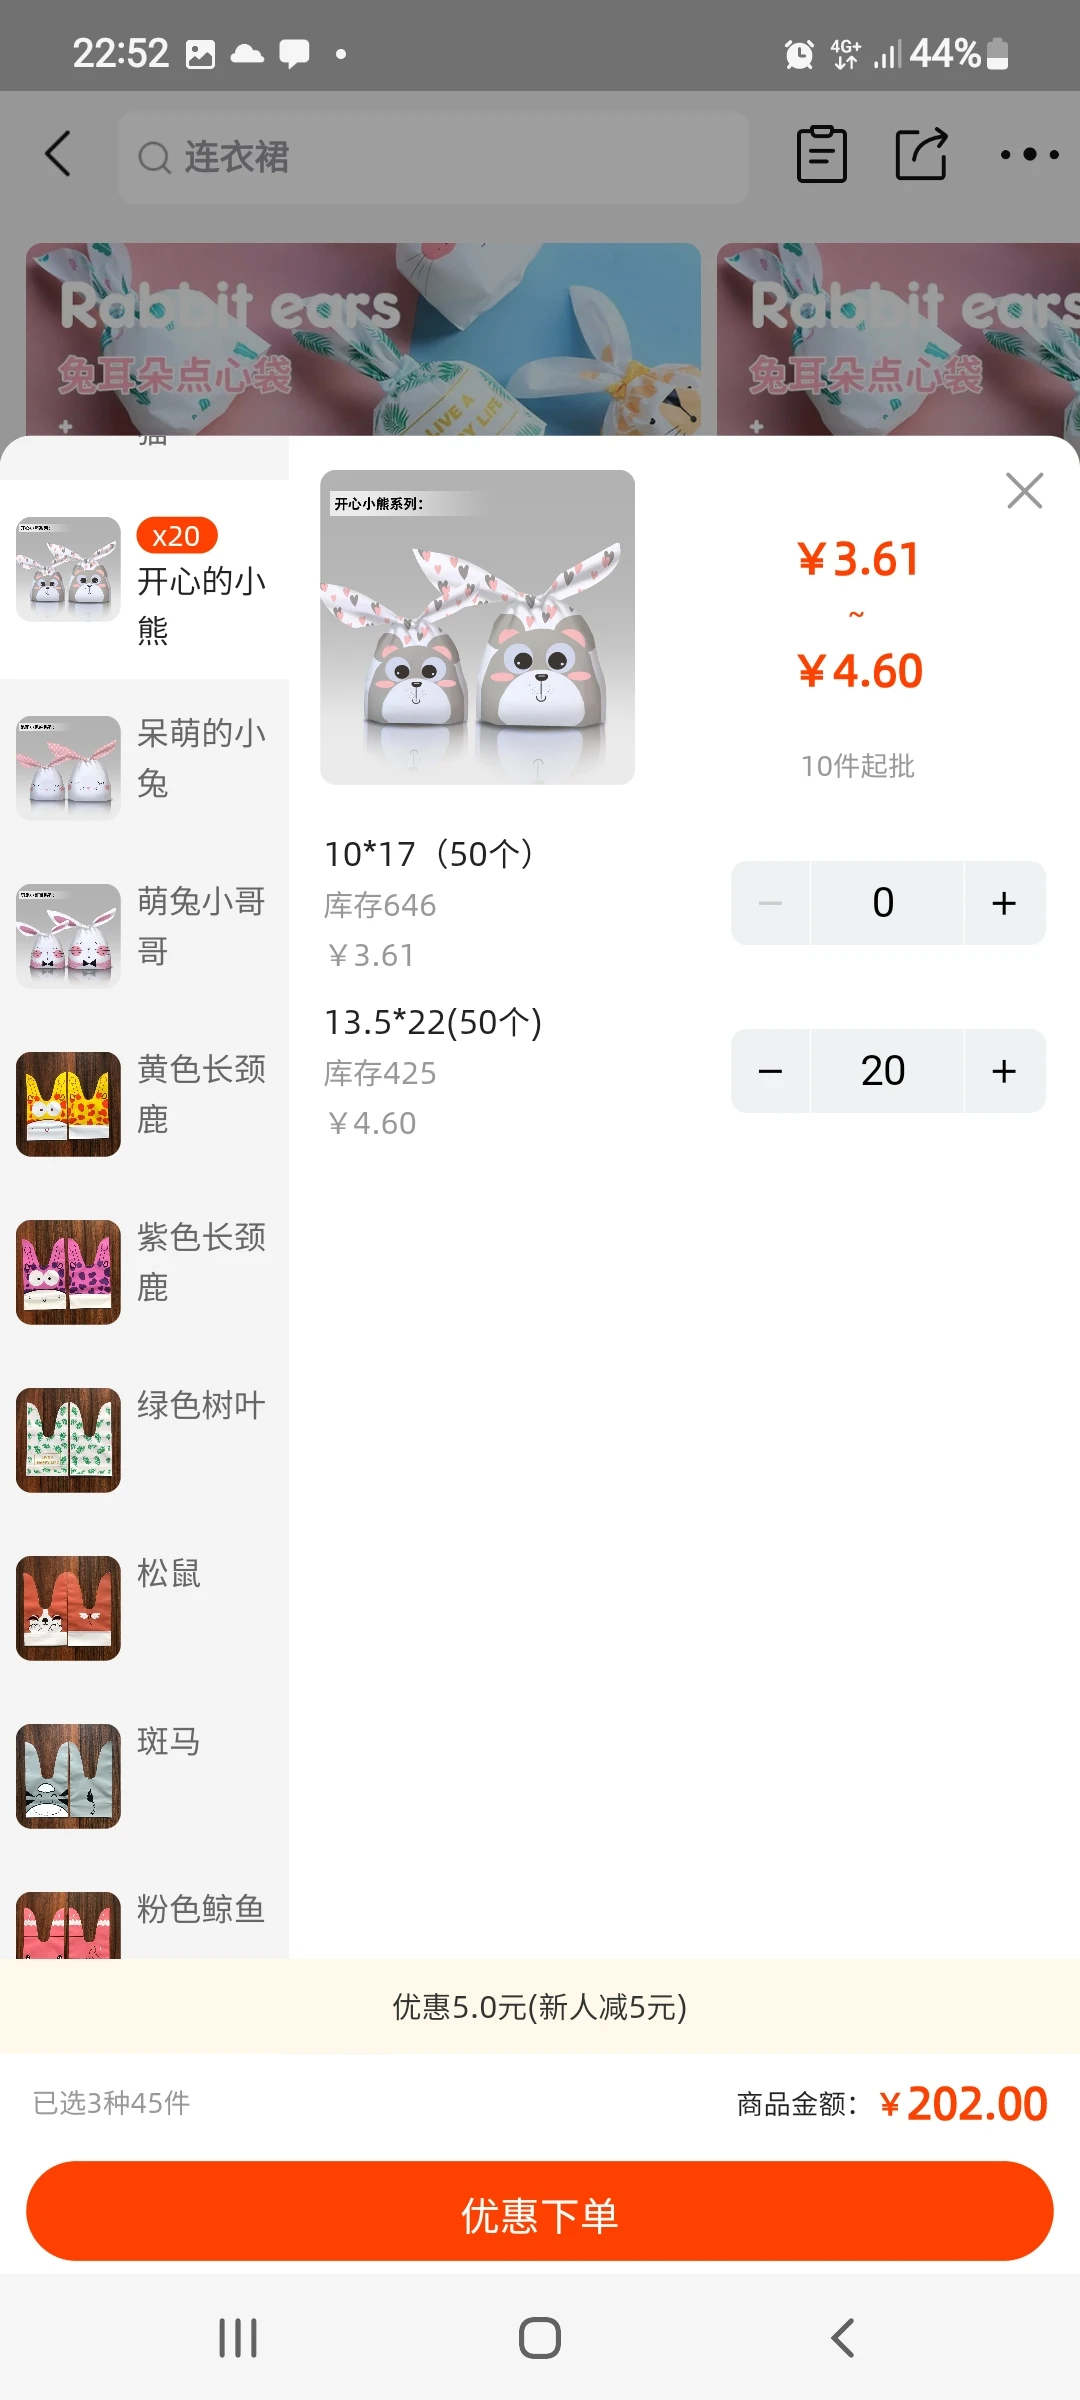 22:52
4G+
44%
连衣裙
Rabbit ears
兔耳朵点心袋
LIVE A
HAPPY LIFE
Rabbit ears
兔耳朵点心袋
猫
x20
开心的小
熊
开心小熊系列:
¥3.61
~
¥4.60
10件起批
呆萌的小
兔
萌兔小哥
哥
黄色长颈
鹿
紫色长颈
鹿
绿色树叶
松鼠
斑马
粉色鲸鱼
10*17（50个）
库存646
¥3.61
− 0 +
13.5*22(50个)
库存425
¥4.60
− 20 +
优惠5.0元(新人减5元)
已选3种45件
商品金额: ¥202.00
优惠下单